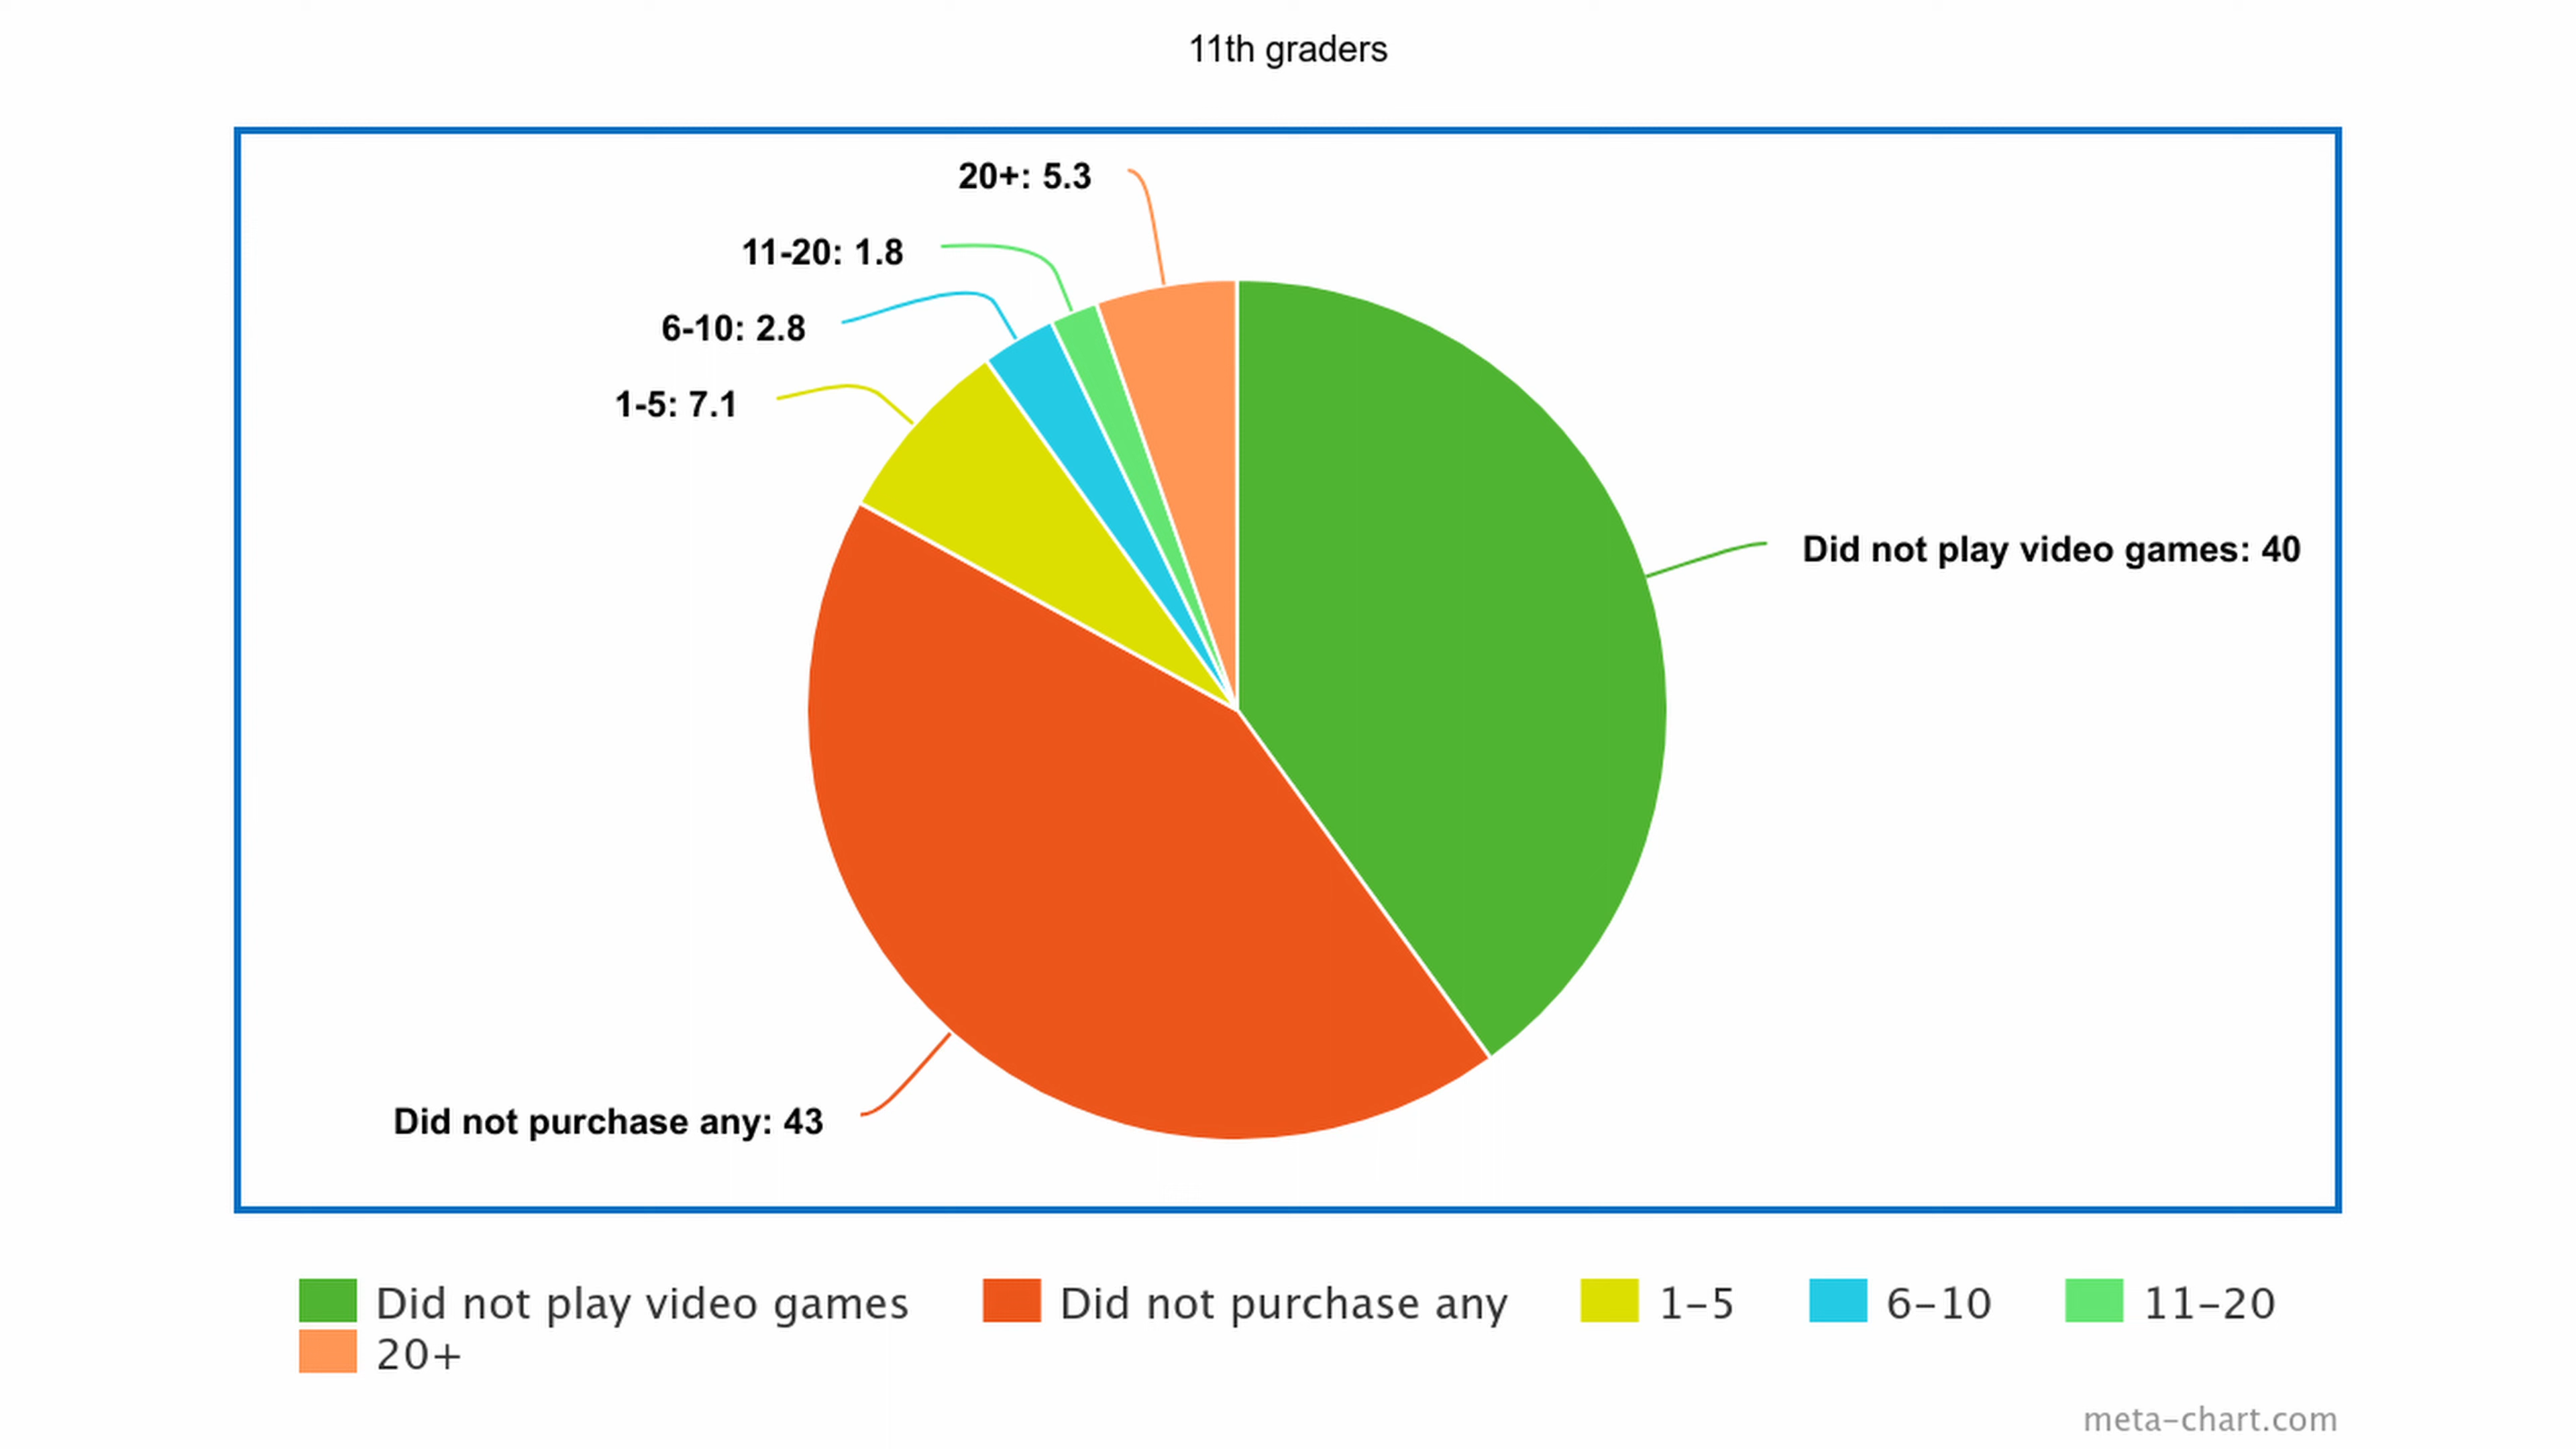 11th graders
20+: 5.3
11-20: 1.8
6-10: 2.8
1-5: 7.1
Did not play video games: 40
Did not purchase any: 43
Did not play video games Did not purchase any 1-5 6-10 11-20
20+
meta-chart.com